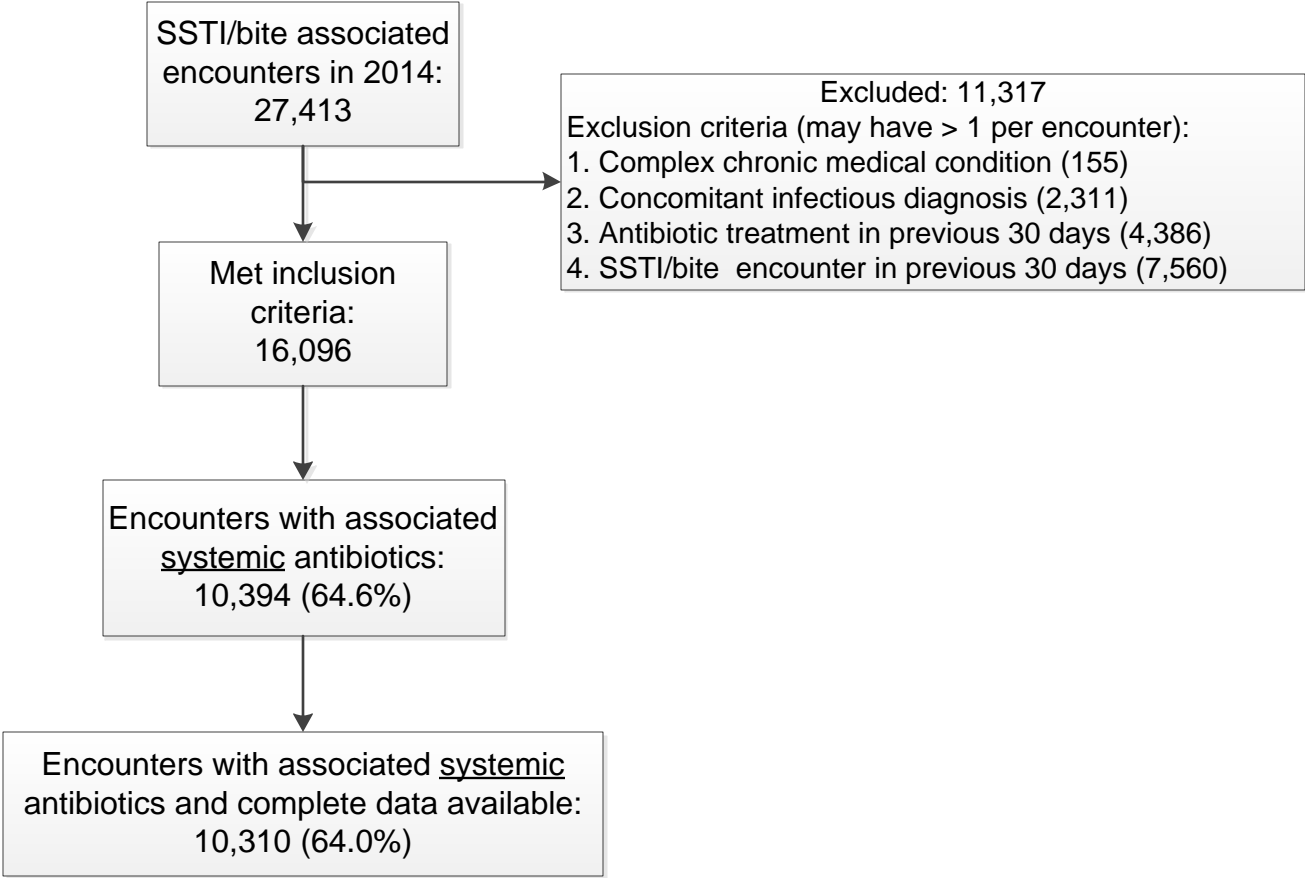 SSTI/bite associated
encounters in 2014:
27,413
Excluded: 11,317
Exclusion criteria (may have > 1 per encounter):
1. Complex chronic medical condition (155)
2. Concomitant infectious diagnosis (2,311)
3. Antibiotic treatment in previous 30 days (4,386)
4. SSTI/bite encounter in previous 30 days (7,560)
Met inclusion
criteria:
16,096
Encounters with associated
systemic antibiotics:
10,394 (64.6%)
Encounters with associated systemic
antibiotics and complete data available:
10,310 (64.0%)